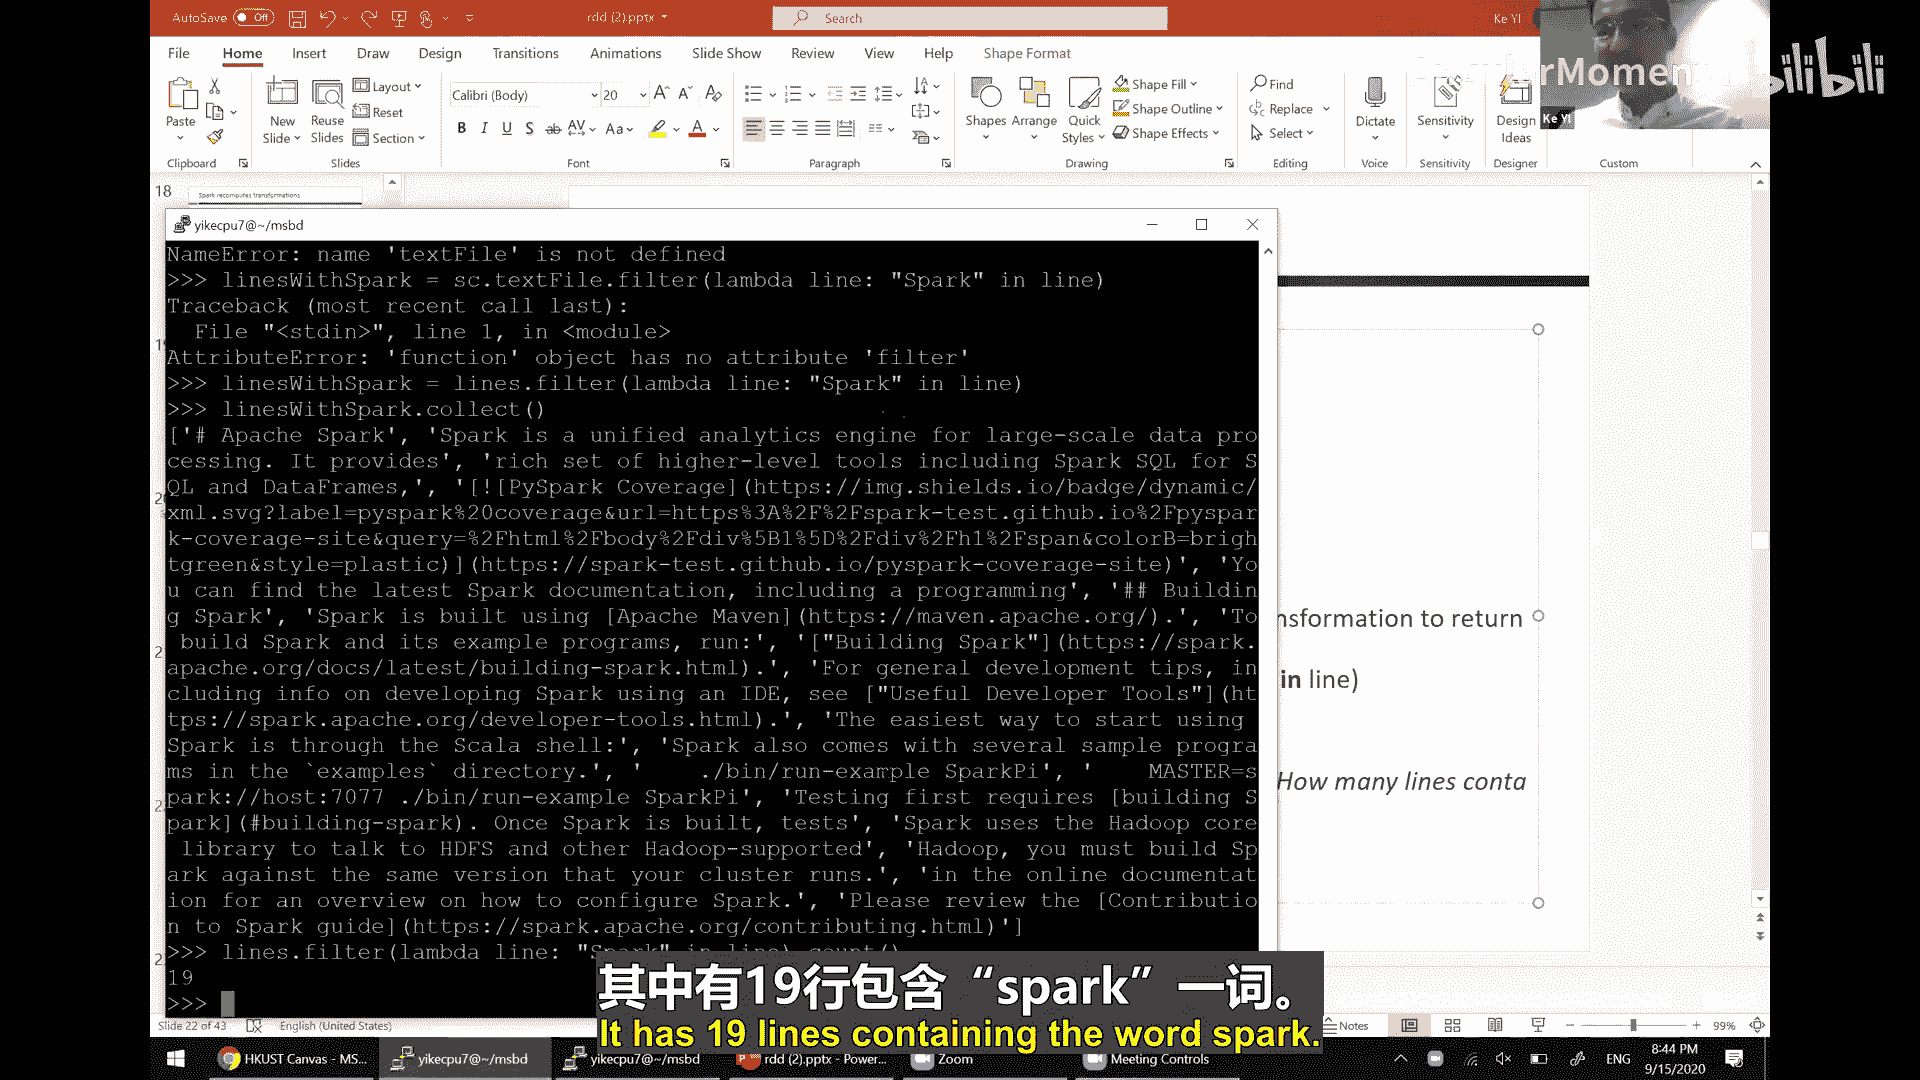 AutoSave Off
rdd (2).pptx
Search
Ke YI
File Home Insert Draw Design Transitions Animations Slide Show Review View Help Shape Format
bilibili
Paste
New Slide
Reuse Slides
Layout
Reset
Section
Calibri (Body) 20
Shapes
Arrange
Quick Styles
Shape Fill
Shape Outline
Shape Effects
Find
Replace
Select
Dictate
Sensitivity
Design Ideas
Ke YI
Clipboard Slides Font Paragraph Drawing Editing Voice Sensitivity Designer Custom
18
Spark recomputes transformations
yikecpu7@~/msbd
NameError: name 'textFile' is not defined
>>> linesWithSpark = sc.textFile.filter(lambda line: "Spark" in line)
Traceback (most recent call last):
File "<stdin>", line 1, in <module>
AttributeError: 'function' object has no attribute 'filter'
>>> linesWithSpark = lines.filter(lambda line: "Spark" in line)
>>> linesWithSpark.collect()
['# Apache Spark', 'Spark is a unified analytics engine for large-scale data pro
cessing. It provides', 'rich set of higher-level tools including Spark SQL for S
QL and DataFrames,', '[![PySpark Coverage](https://img.shields.io/badge/dynamic/
xml.svg?label=pyspark%20coverage&url=https%3A%2F%2Fspark-test.github.io%2Fpyspar
k-coverage-site&query=%2Fhtml%2Fbody%2Fdiv%5B1%5D%2Fdiv%2Fh1%2Fspan&colorB=brigh
tgreen&style=plastic)](https://spark-test.github.io/pyspark-coverage-site)', 'Yo
u can find the latest Spark documentation, including a programming', '## Buildin
g Spark', 'Spark is built using [Apache Maven](https://maven.apache.org/).', 'To
build Spark and its example programs, run:', '["Building Spark"](https://spark.
apache.org/docs/latest/building-spark.html).', 'For general development tips, in
cluding info on developing Spark using an IDE, see ["Useful Developer Tools"](ht
tps://spark.apache.org/developer-tools.html).', 'The easiest way to start using
Spark is through the Scala shell:', 'Spark also comes with several sample progra
ms in the `examples` directory.', '    ./bin/run-example SparkPi', '    MASTER=s
park://host:7077 ./bin/run-example SparkPi', 'Testing first requires [building S
park](#building-spark). Once Spark is built, tests', 'Spark uses the Hadoop core
library to talk to HDFS and other Hadoop-supported', 'Hadoop, you must build Sp
ark against the same version that your cluster runs.', 'in the online documentat
ion for an overview on how to configure Spark.', 'Please review the [Contributio
n to Spark guide](https://spark.apache.org/contributing.html)']
>>> lines.filter(lambda line: "Spark" in line).count()
19
>>>
nsformation to return
in line)
How many lines conta
其中有19行包含“spark”一词。
It has 19 lines containing the word spark.
Slide 22 of 43
English (United States)
Notes
99%
HKUST Canvas - MS...
yikecpu7@~/msbd
yikecpu7@~/msbd
rdd (2).pptx - Power...
Zoom
Meeting Controls
ENG
8:44 PM
9/15/2020